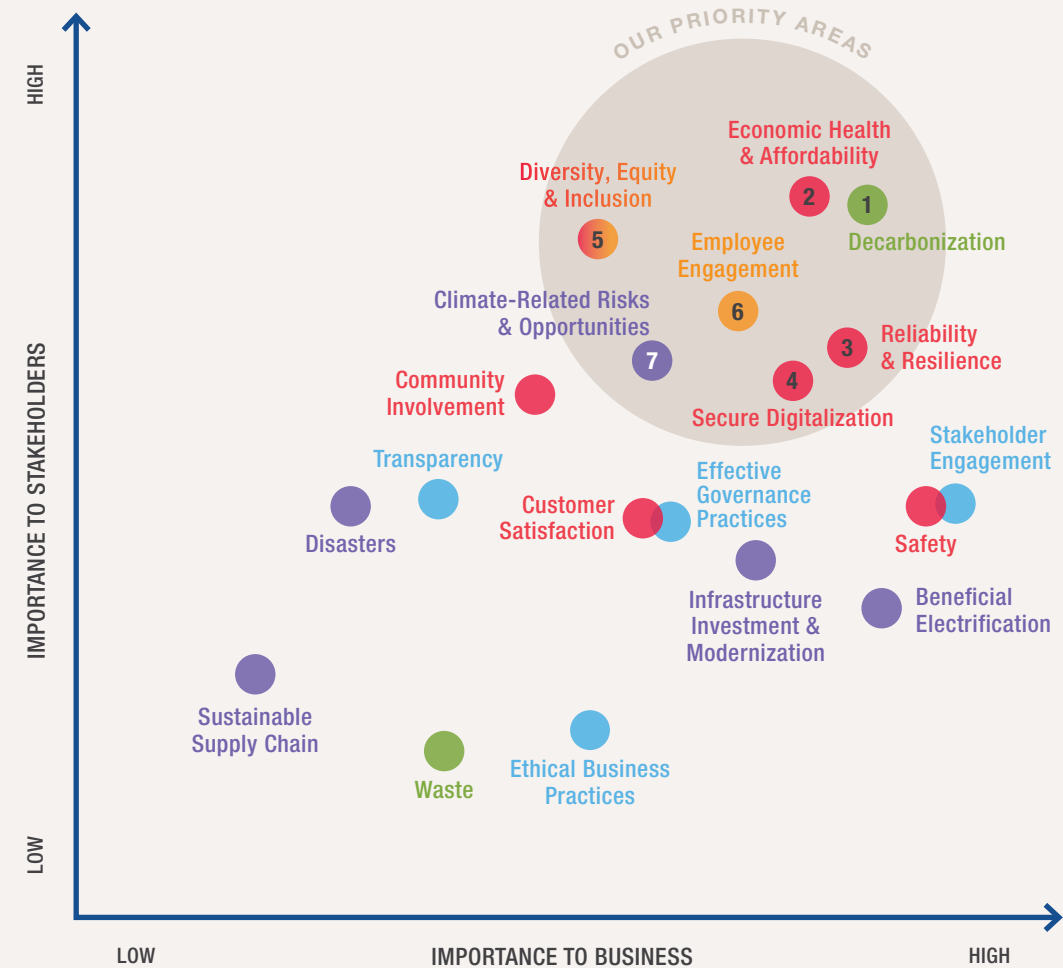 OUR PRIORITY AREAS
HIGH
Economic Health
& Affordability
2
1
Decarbonization
Diversity, Equity
& Inclusion
5
Employee
Engagement
6
Climate-Related Risks
& Opportunities
7
3
Reliability
& Resilience
4
Secure Digitalization
Community
Involvement
IMPORTANCE TO STAKEHOLDERS
Transparency
Disasters
Customer
Satisfaction
Effective
Governance
Practices
Stakeholder
Engagement
Safety
Infrastructure
Investment &
Modernization
Beneficial
Electrification
Sustainable
Supply Chain
Waste
Ethical Business
Practices
LOW
LOW
IMPORTANCE TO BUSINESS
HIGH